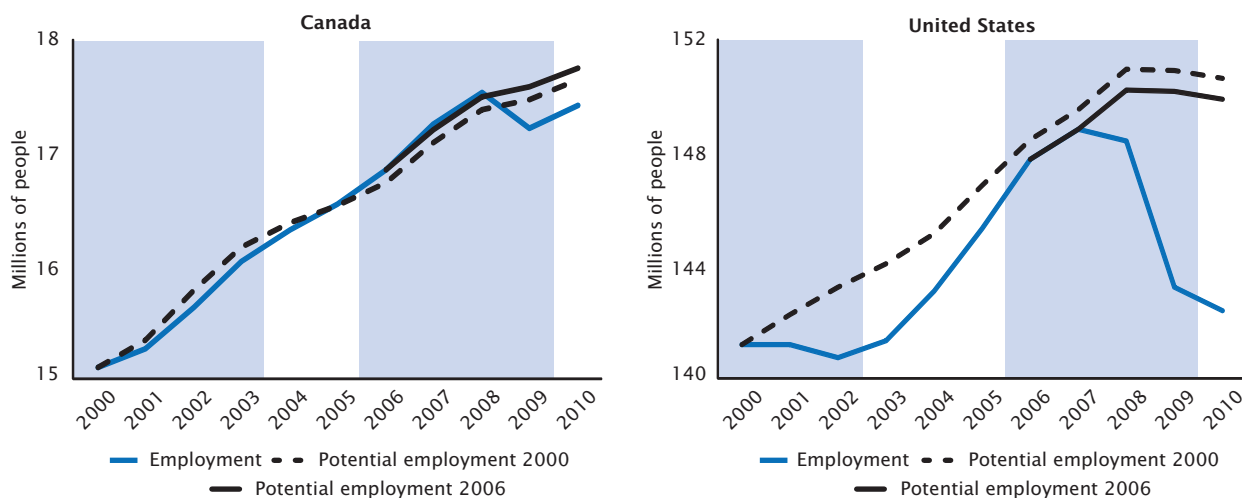 Canada
18
17
16
15
Millions of people
2000 2001 2002 2003 2004 2005 2006 2007 2008 2009 2010
Employment Potential employment 2000
Potential employment 2006
United States
152
148
144
140
Millions of people
2000 2001 2002 2003 2004 2005 2006 2007 2008 2009 2010
Employment Potential employment 2000
Potential employment 2006